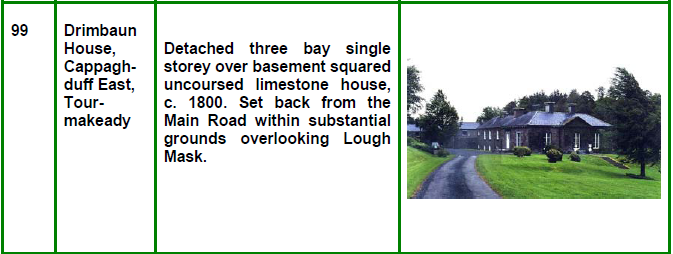 99
Drimbaun
House,
Cappagh-
duff East,
Tour-
makeady
Detached three bay single
storey over basement squared
uncoursed limestone house,
c. 1800. Set back from the
Main Road within substantial
grounds overlooking Lough
Mask.